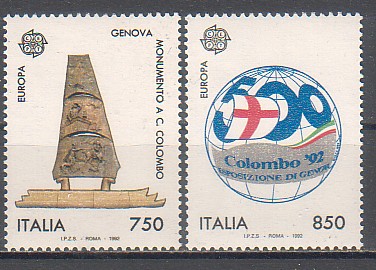 EUROPA
GENOVA
MONUMENTO A C. COLOMBO
ITALIA 750
I.P.Z.S. - ROMA - 1992
EUROPA
500
Colombo '92
ESPOSIZIONE DI GENOVA
ITALIA 850
I.P.Z.S. - ROMA - 1992